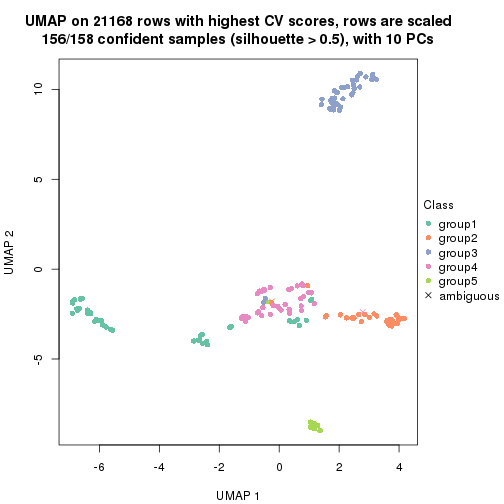 UMAP on 21168 rows with highest CV scores, rows are scaled
156/158 confident samples (silhouette > 0.5), with 10 PCs
UMAP 2
10
5
0
-5
-6
-4
-2
0
2
4
UMAP 1
Class
group1
group2
group3
group4
group5
ambiguous